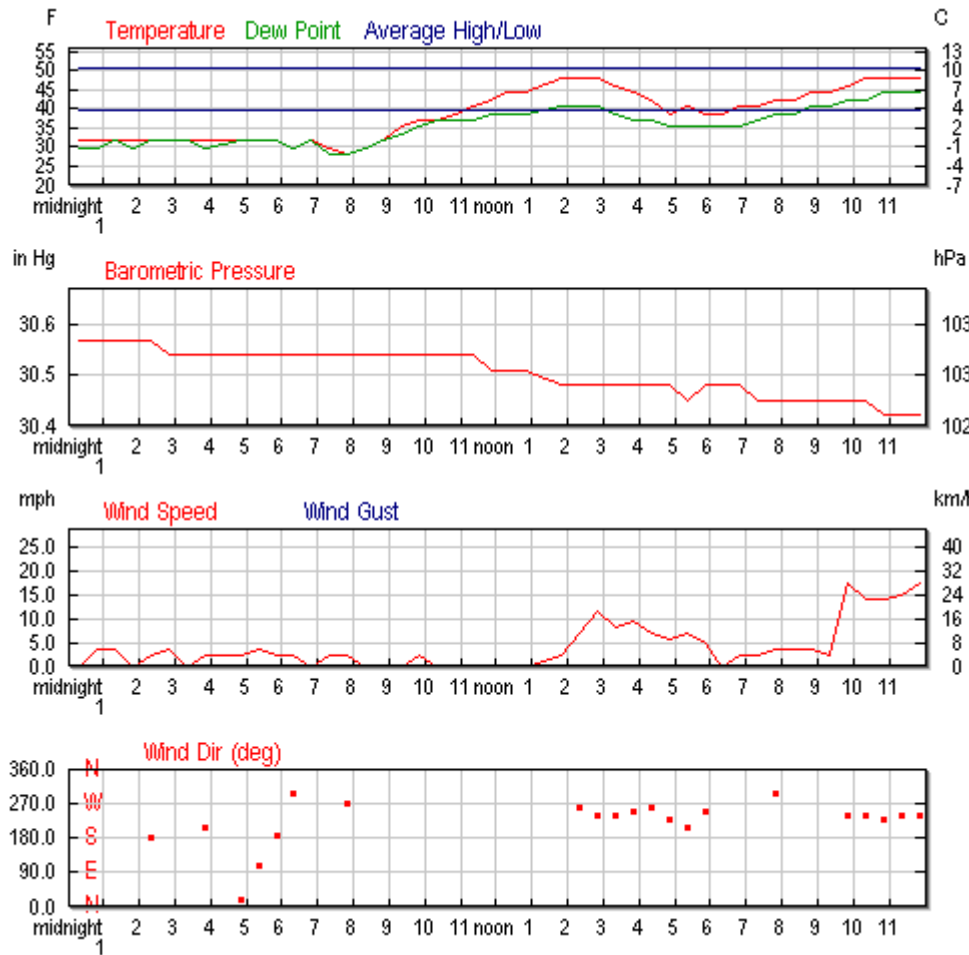 F Temperature Dew Point Average High/Low C
55 13
50 10
45 7
40 4
35 2
30 -1
25 -4
20 -7
midnight 1 2 3 4 5 6 7 8 9 10 11 noon 1 2 3 4 5 6 7 8 9 10 11
in Hg Barometric Pressure hPa
30.6 103
30.5 103
30.4 102
midnight 1 2 3 4 5 6 7 8 9 10 11 noon 1 2 3 4 5 6 7 8 9 10 11
mph Wind Speed Wind Gust km/
25.0 40
20.0 32
15.0 24
10.0 16
5.0 8
0.0 0
midnight 1 2 3 4 5 6 7 8 9 10 11 noon 1 2 3 4 5 6 7 8 9 10 11
Wind Dir (deg)
360.0 N
270.0 W
180.0 S
90.0 E
0.0 N
midnight 1 2 3 4 5 6 7 8 9 10 11 noon 1 2 3 4 5 6 7 8 9 10 11